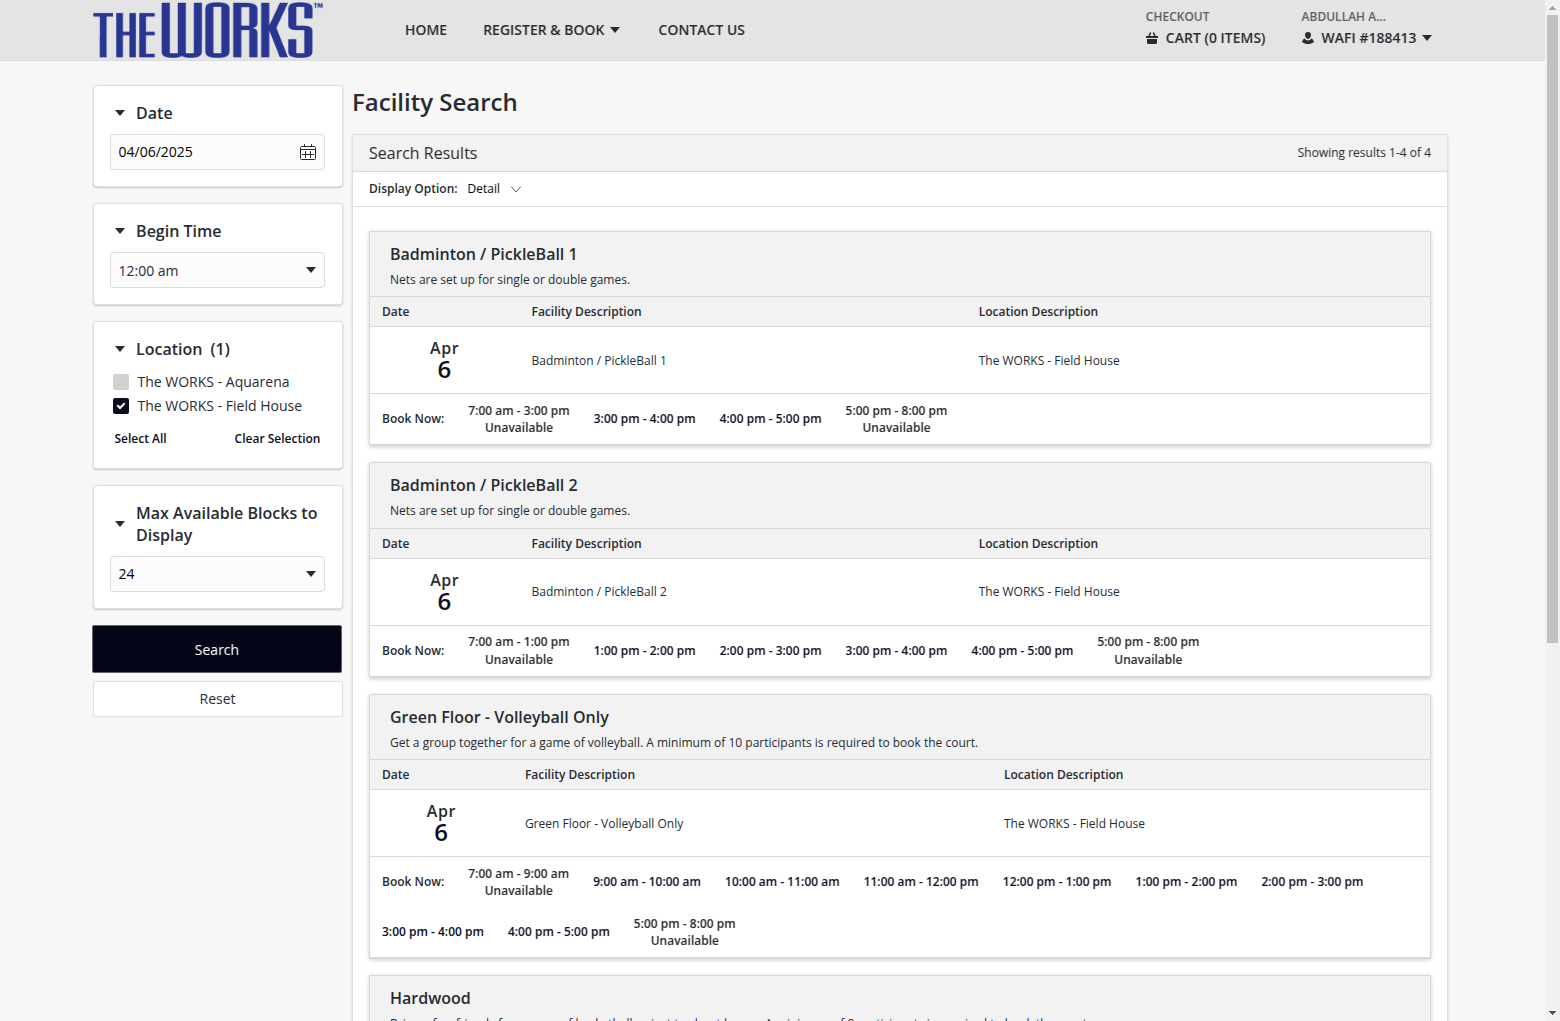 THE WORKS™
HOME
REGISTER & BOOK
CONTACT US
CHECKOUT
CART (0 ITEMS)
ABDULLAH A...
WAFI #188413
Date
04/06/2025
Begin Time
12:00 am
Location (1)
The WORKS - Aquarena
The WORKS - Field House
Select All
Clear Selection
Max Available Blocks to
Display
24
Search
Reset
Facility Search
Search Results
Showing results 1-4 of 4
Display Option: Detail
Badminton / PickleBall 1
Nets are set up for single or double games.
Date
Facility Description
Location Description
Apr
6
Badminton / PickleBall 1
The WORKS - Field House
Book Now:
7:00 am - 3:00 pm
Unavailable
3:00 pm - 4:00 pm
4:00 pm - 5:00 pm
5:00 pm - 8:00 pm
Unavailable
Badminton / PickleBall 2
Nets are set up for single or double games.
Date
Facility Description
Location Description
Apr
6
Badminton / PickleBall 2
The WORKS - Field House
Book Now:
7:00 am - 1:00 pm
Unavailable
1:00 pm - 2:00 pm
2:00 pm - 3:00 pm
3:00 pm - 4:00 pm
4:00 pm - 5:00 pm
5:00 pm - 8:00 pm
Unavailable
Green Floor - Volleyball Only
Get a group together for a game of volleyball. A minimum of 10 participants is required to book the court.
Date
Facility Description
Location Description
Apr
6
Green Floor - Volleyball Only
The WORKS - Field House
Book Now:
7:00 am - 9:00 am
Unavailable
9:00 am - 10:00 am
10:00 am - 11:00 am
11:00 am - 12:00 pm
12:00 pm - 1:00 pm
1:00 pm - 2:00 pm
2:00 pm - 3:00 pm
3:00 pm - 4:00 pm
4:00 pm - 5:00 pm
5:00 pm - 8:00 pm
Unavailable
Hardwood